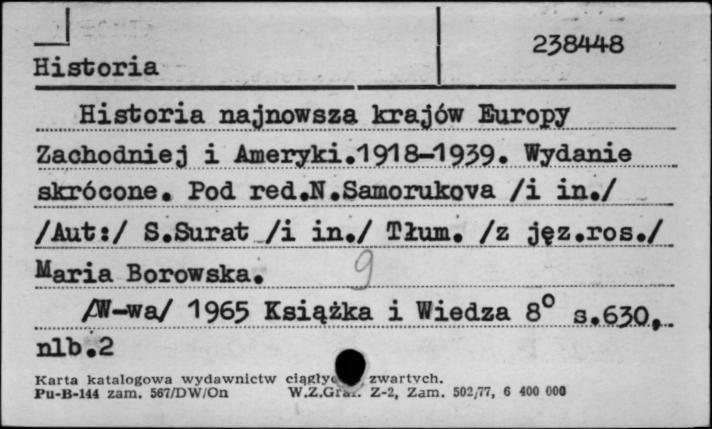 238448
Historia
Historia najnowsza krajów Europy
Zachodniej i Ameryki.1918-1939. Wydanie
skrócone. Pod red.N.Samorukova /i in./
/Aut:/ S.Surat /i in./ Tłum. /z jęz.ros./
Maria Borowska.
9
/W-wa/ 1965 Książka i Wiedza 8° s.630,
nlb.2
Karta katalogowa wydawnictw zwartych.
Pu-B-144 zam. 567/DW/On W.Z.Graf. Z-2, Zam. 502/77, 6 400 000